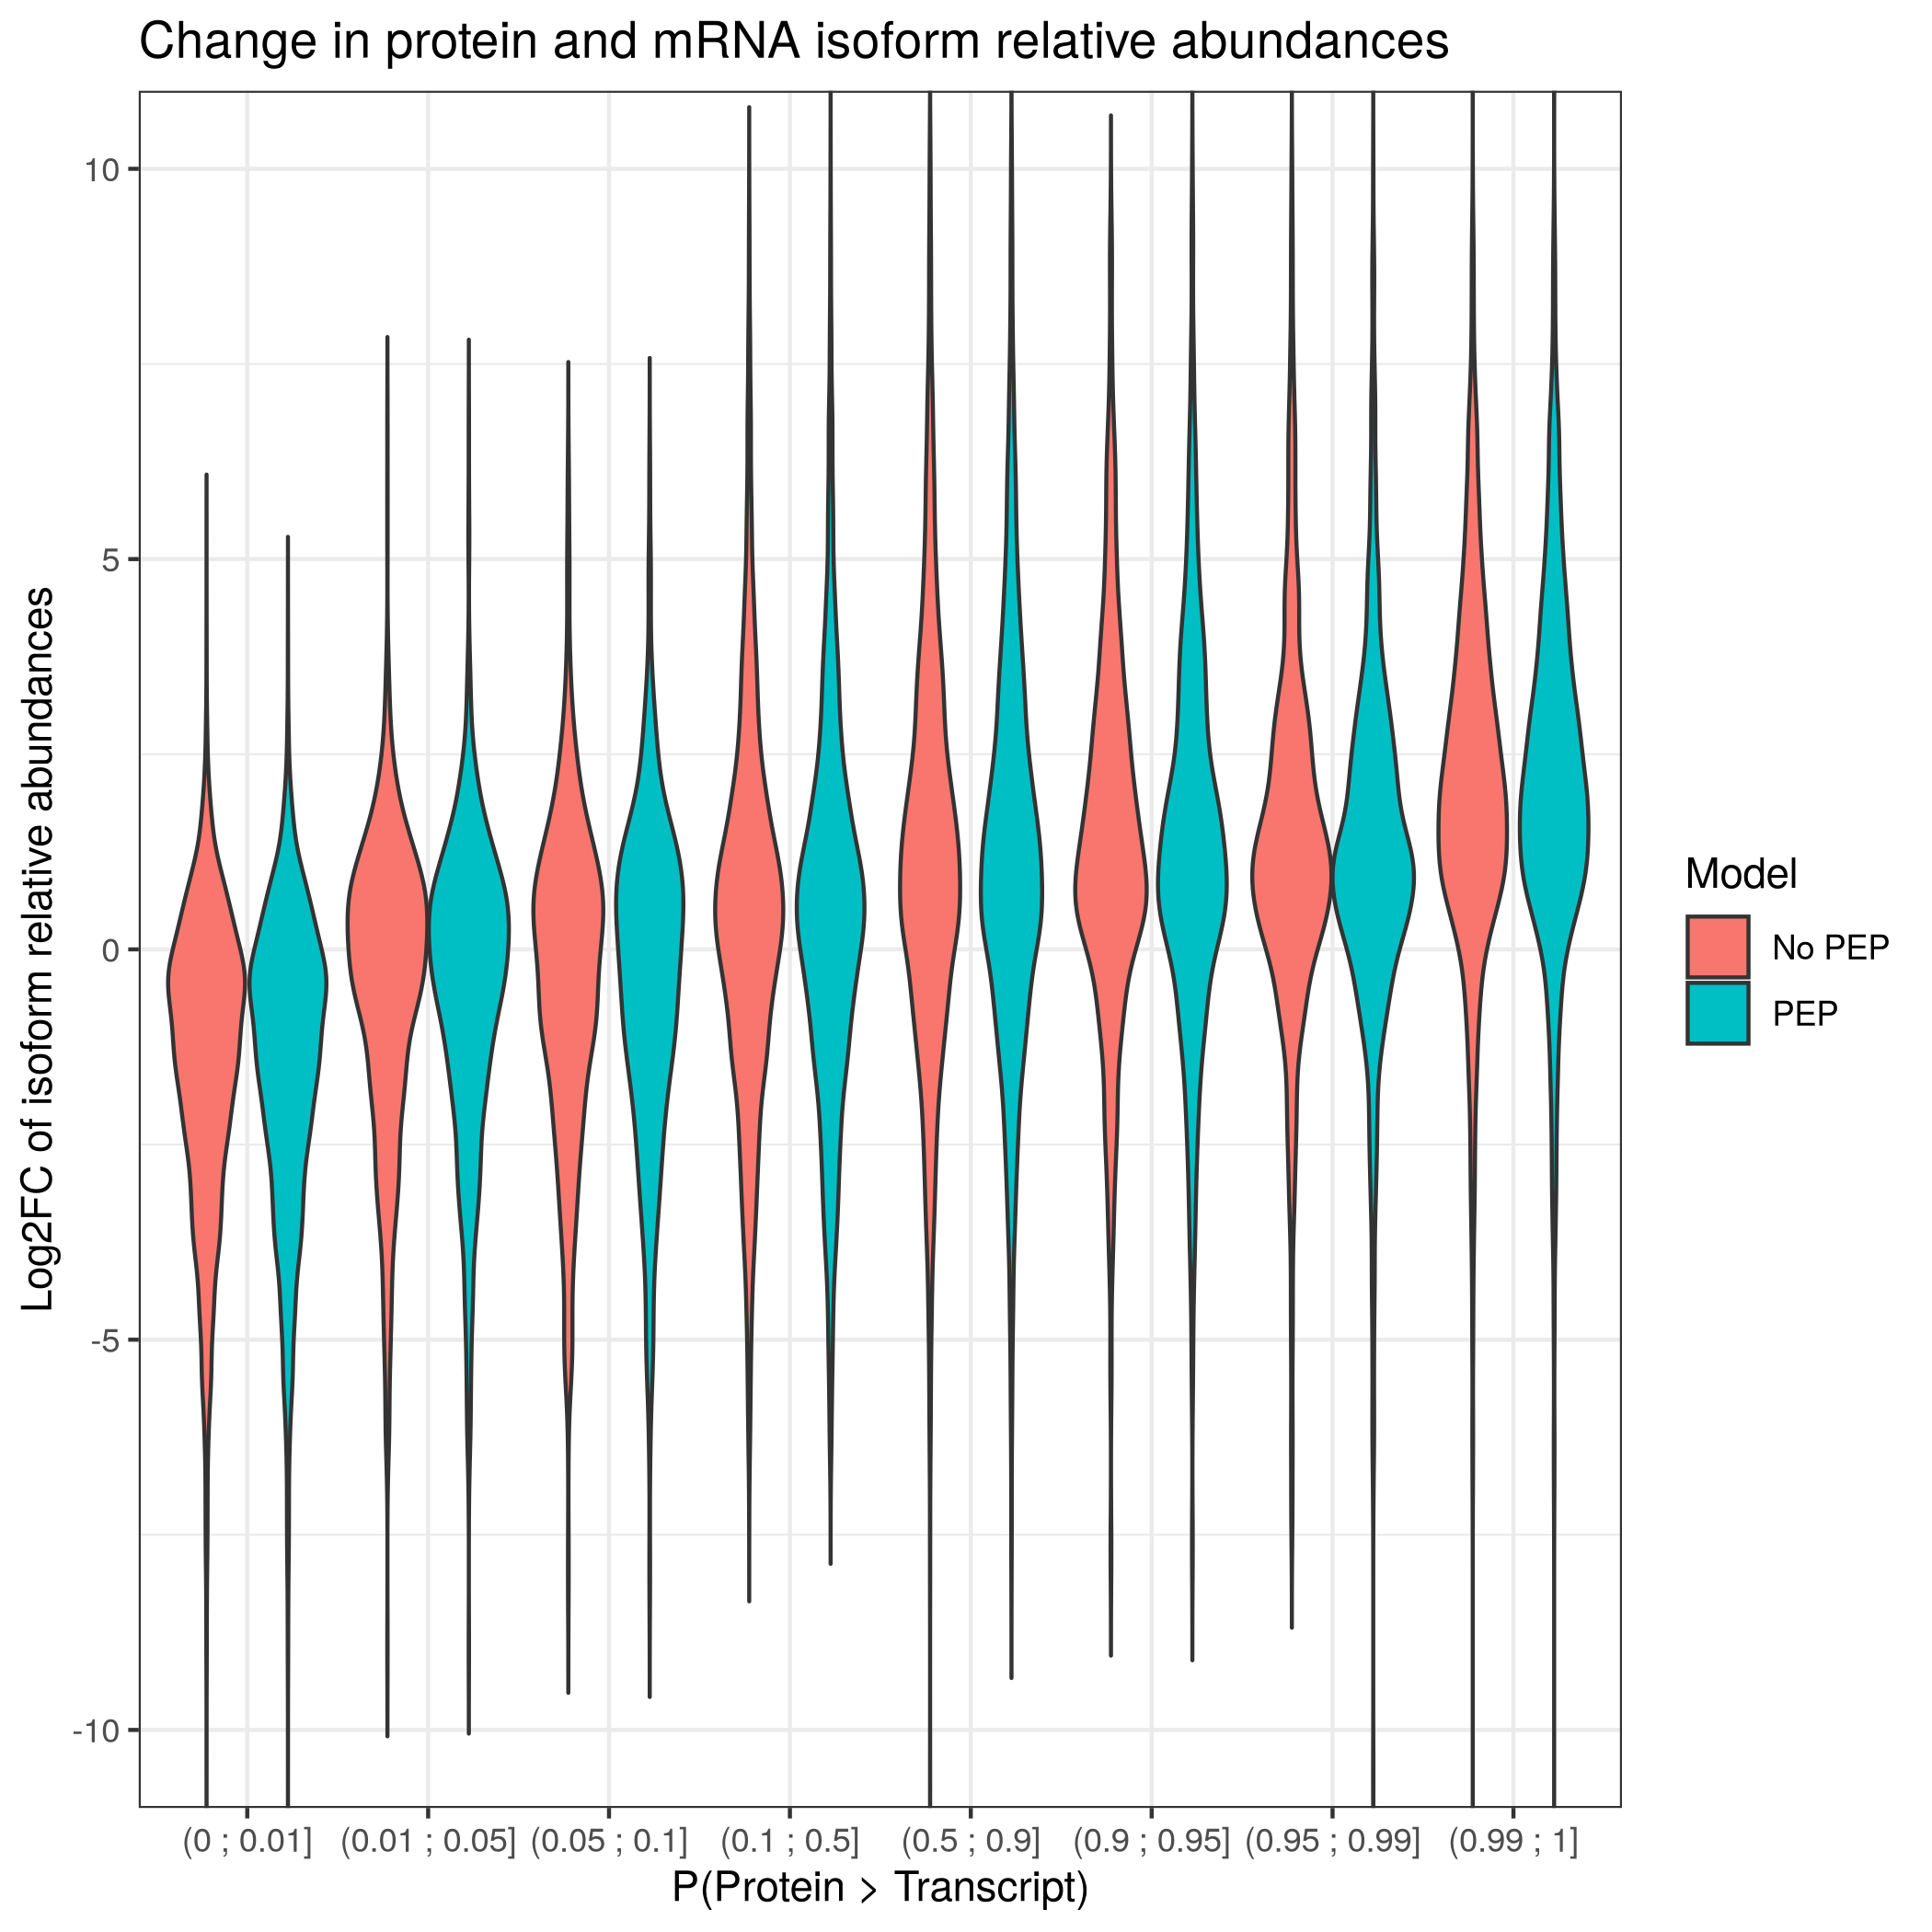 Change in protein and mRNA isoform relative abundances
Log2FC of isoform relative abundances
10
5
0
-5
-10
(0 ; 0.01]
(0.01 ; 0.05]
(0.05 ; 0.1]
(0.1 ; 0.5]
(0.5 ; 0.9]
(0.9 ; 0.95]
(0.95 ; 0.99]
(0.99 ; 1]
P(Protein > Transcript)
Model
No PEP
PEP